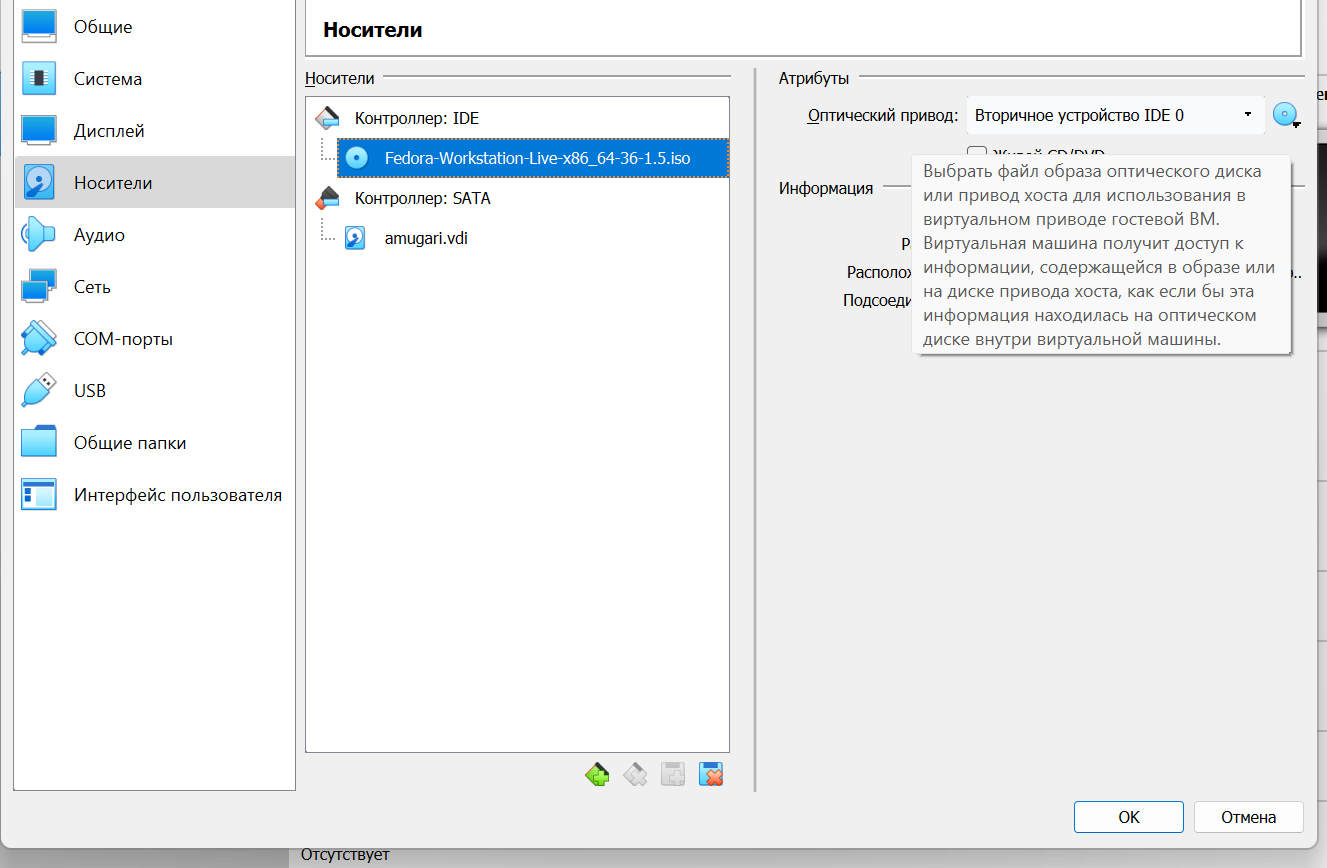 Общие
Система
Дисплей
Носители
Аудио
Сеть
COM-порты
USB
Общие папки
Интерфейс пользователя
Носители
Носители
Контроллер: IDE
Fedora-Workstation-Live-x86_64-36-1.5.iso
Контроллер: SATA
amugari.vdi
Атрибуты
Оптический привод: Вторичное устройство IDE 0
Живой CD/DVD
Информация
Выбрать файл образа оптического диска
или привод хоста для использования в
виртуальном приводе гостевой ВМ.
Виртуальная машина получит доступ к
информации, содержащейся в образе или
на диске привода хоста, как если бы эта
информация находилась на оптическом
диске внутри виртуальной машины.
Располож
Подсоеди
OK
Отмена
Отсутствует